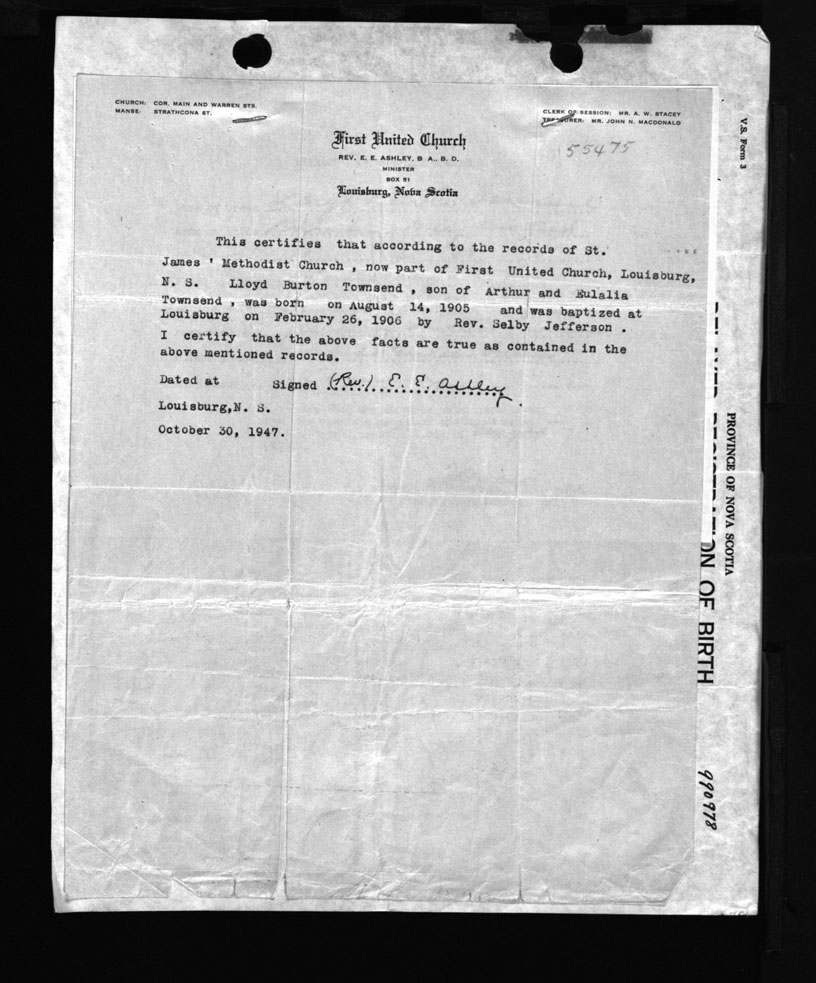 CHURCH: COR. MAIN AND WARREN STS.
MANSE: STRATHCONA ST.
CLERK OF SESSION: MR. A. W. STACEY
TREASURER: MR. JOHN N. MACDONALD
First United Church
REV. E. E. ASHLEY, B A., B. D.
MINISTER
BOX 51
Louisburg, Nova Scotia
55475
This certifies that according to the records of St.
James ' Methodist Church , now part of First United Church, Louisburg,
N. S. Lloyd Burton Townsend , son of Arthur and Eulalia
Townsend , was born on August 14, 1905 and was baptized at
Louisburg on February 26, 1906 by Rev. Selby Jefferson .
I certify that the above facts are true as contained in the
above mentioned records.
Dated at Signed (Rev.) E. E. Ashley.
Louisburg,N. S.
October 30, 1947.
V.S. Form 3
PROVINCE OF NOVA SCOTIA
OF BIRTH
990978